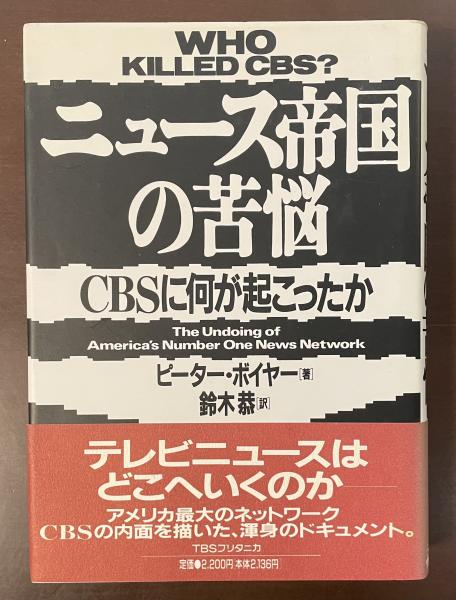 WHO
KILLED CBS?
ニュース帝国
の苦悩
CBSに何が起こったか
The Undoing of
America's Number One News Network
ピーター・ボイヤー[著]
鈴木恭[訳]
テレビニュースは
どこへいくのか
アメリカ最大のネットワーク
CBSの内面を描いた、渾身のドキュメント。
TBSブリタニカ
定価●2,200円 本体2,136円